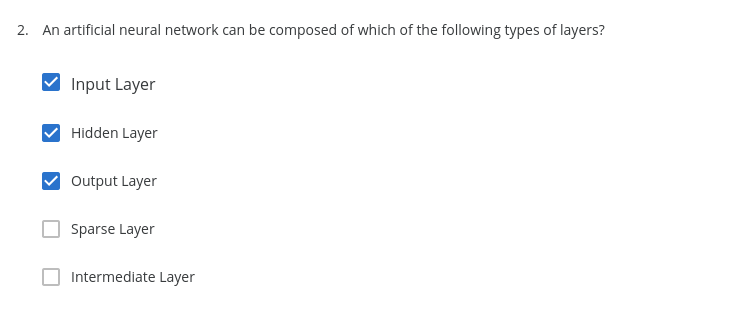 2. An artificial neural network can be composed of which of the following types of layers?
Input Layer
Hidden Layer
Output Layer
Sparse Layer
Intermediate Layer